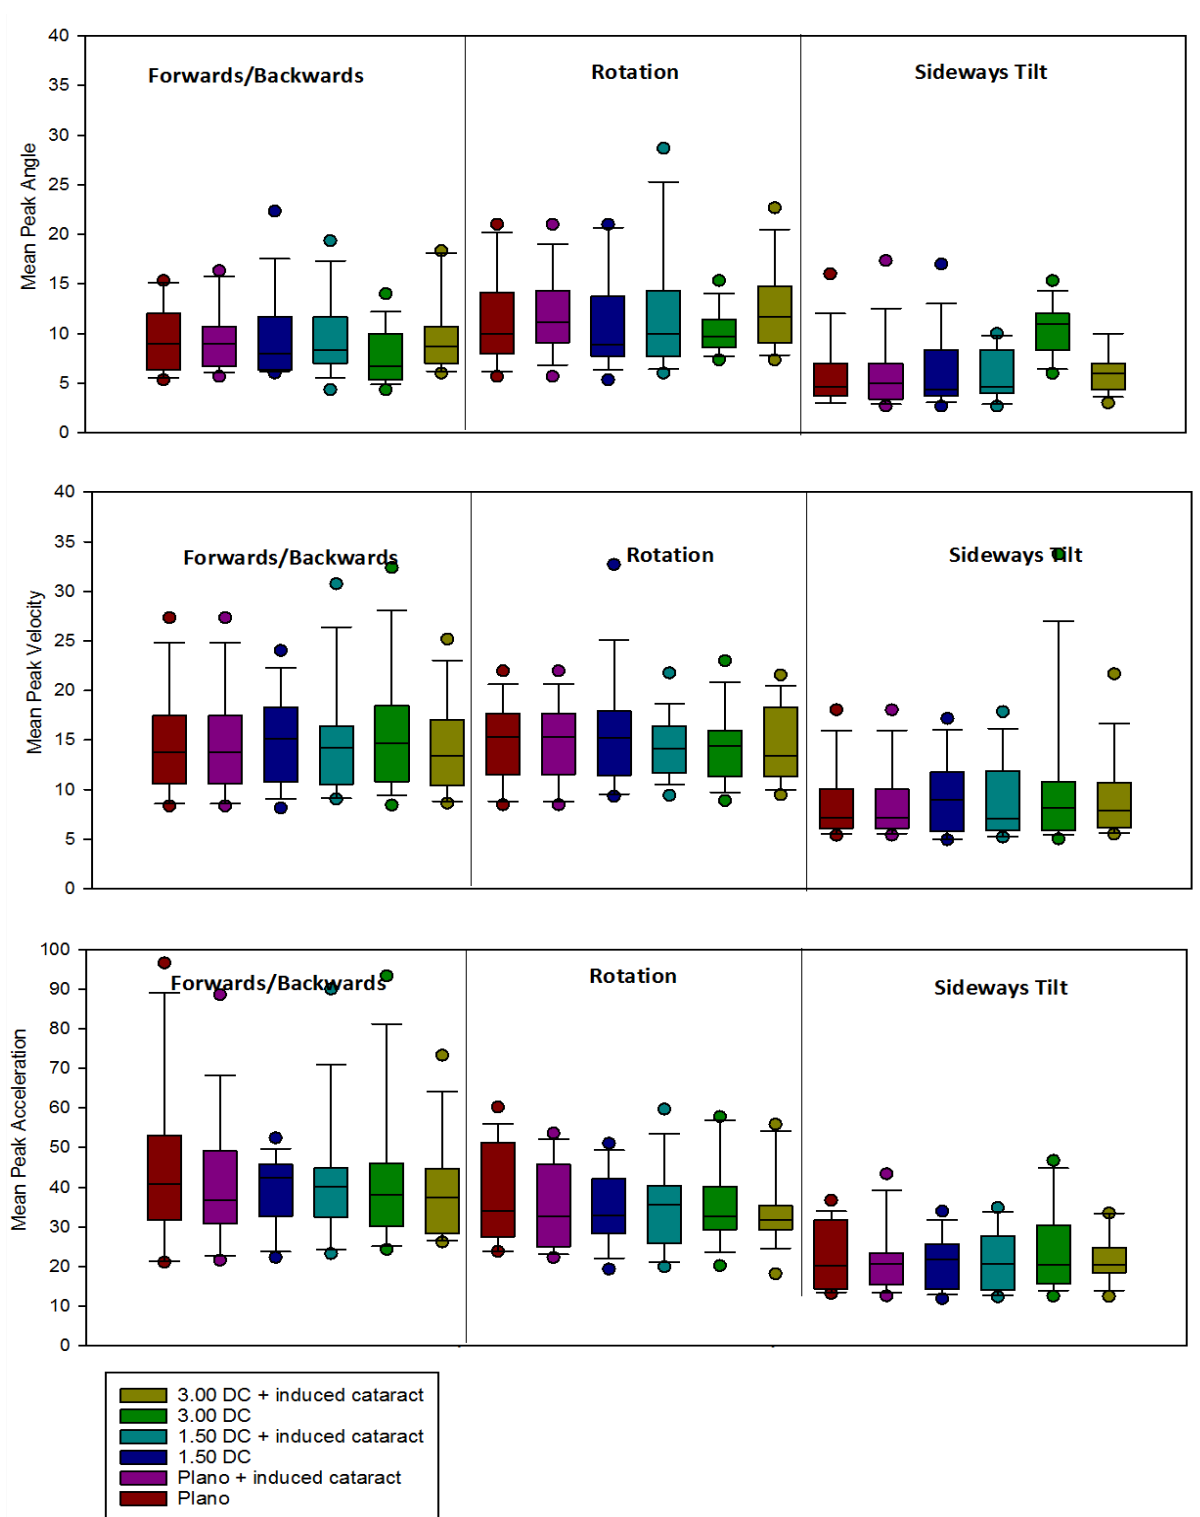 40
Forwards/Backwards Rotation Sideways Tilt
35
30
25
20
15
10
5
0
Mean Peak Angle
40
35
Forwards/Backwards Rotation Sideways Tilt
30
25
20
15
10
5
0
Mean Peak Velocity
100
Forwards/Backwards Rotation Sideways Tilt
90
80
70
60
50
40
30
20
10
0
Mean Peak Acceleration
3.00 DC + induced cataract
3.00 DC
1.50 DC + induced cataract
1.50 DC
Plano + induced cataract
Plano